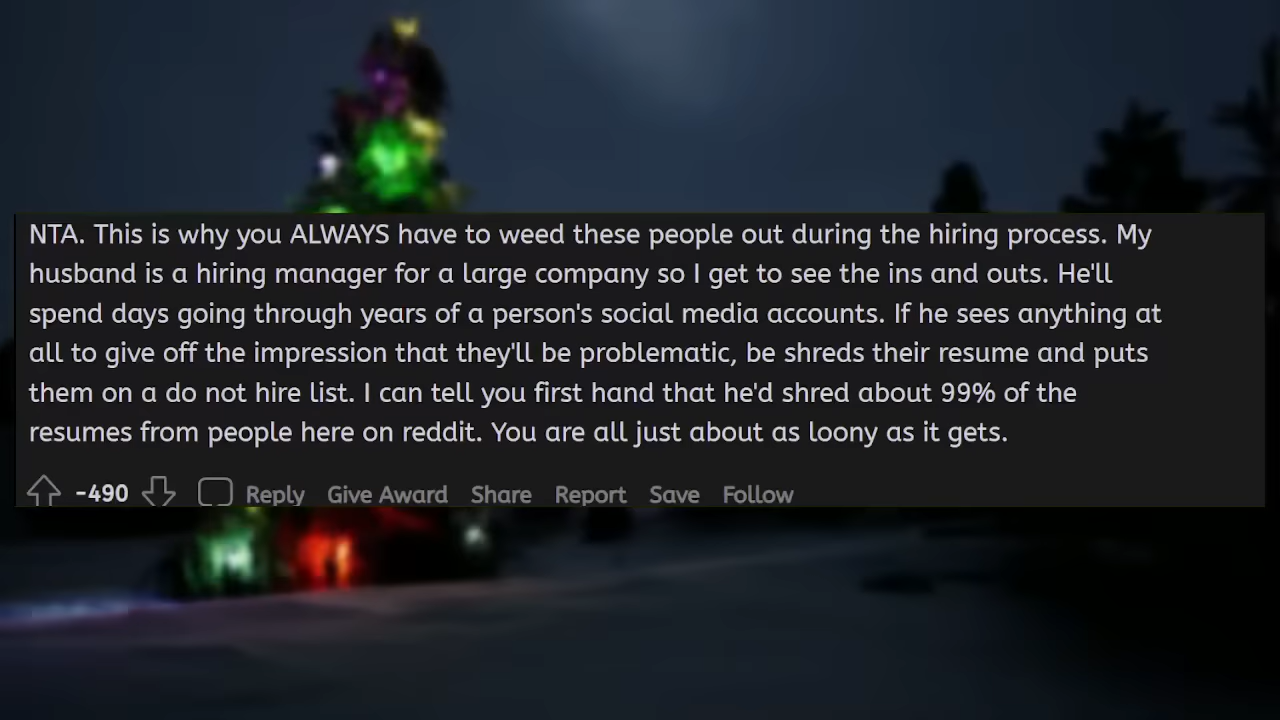 NTA. This is why you ALWAYS have to weed these people out during the hiring process. My
husband is a hiring manager for a large company so I get to see the ins and outs. He'll
spend days going through years of a person's social media accounts. If he sees anything at
all to give off the impression that they'll be problematic, be shreds their resume and puts
them on a do not hire list. I can tell you first hand that he'd shred about 99% of the
resumes from people here on reddit. You are all just about as loony as it gets.
-490 Reply Give Award Share Report Save Follow